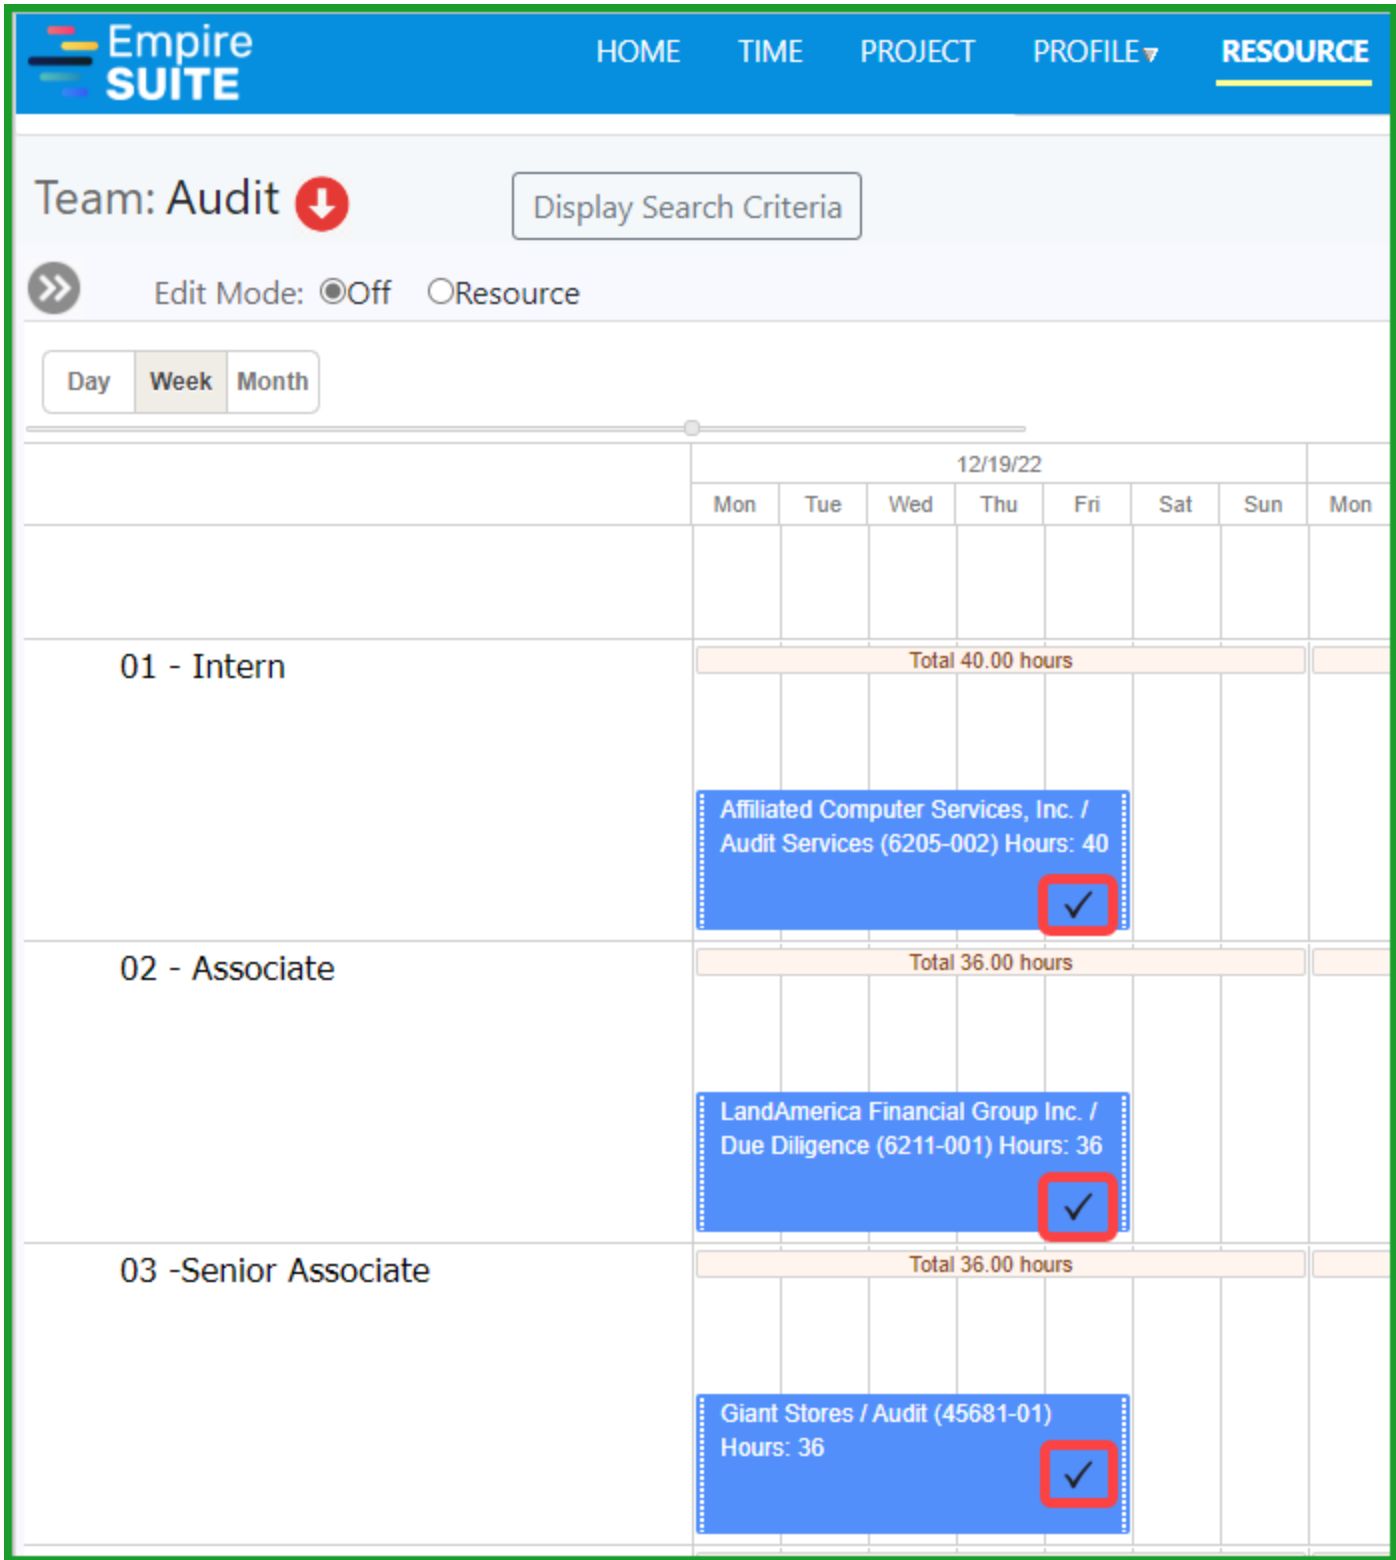 Empire
SUITE
HOME TIME PROJECT PROFILE RESOURCE
Team: Audit
Display Search Criteria
Edit Mode: Off Resource
Day Week Month
12/19/22
Mon Tue Wed Thu Fri Sat Sun Mon
01 - Intern
Total 40.00 hours
Affiliated Computer Services, Inc. /
Audit Services (6205-002) Hours: 40
02 - Associate
Total 36.00 hours
LandAmerica Financial Group Inc. /
Due Diligence (6211-001) Hours: 36
03 -Senior Associate
Total 36.00 hours
Giant Stores / Audit (45681-01)
Hours: 36